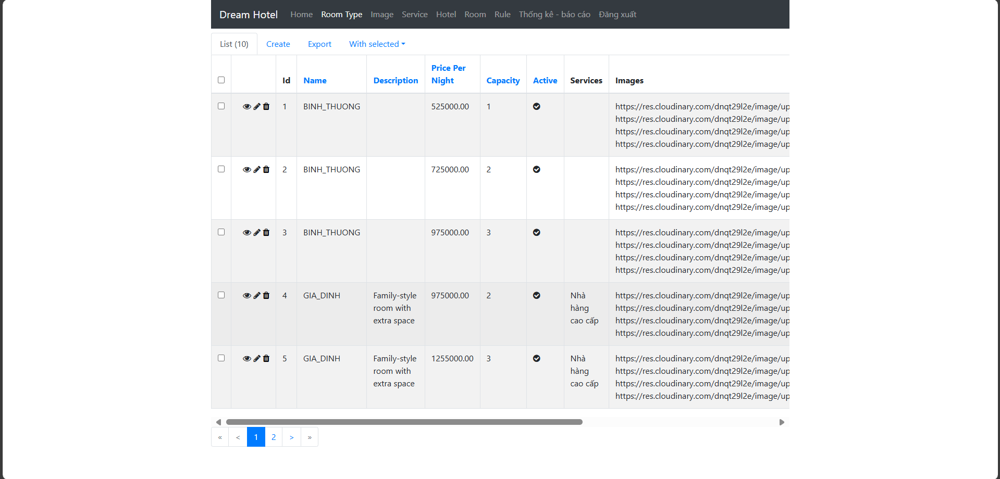 Dream Hotel Home Room Type Image Service Hotel Room Rule Thống kê - báo cáo Đăng xuất
List (10) Create Export With selected
Id Name Description Price Per Night Capacity Active Services Images
1 BINH_THUONG 525000.00 1 https://res.cloudinary.com/dnqt29l2e/image/up
https://res.cloudinary.com/dnqt29l2e/image/up
https://res.cloudinary.com/dnqt29l2e/image/up
https://res.cloudinary.com/dnqt29l2e/image/up
2 BINH_THUONG 725000.00 2 https://res.cloudinary.com/dnqt29l2e/image/up
https://res.cloudinary.com/dnqt29l2e/image/up
https://res.cloudinary.com/dnqt29l2e/image/up
https://res.cloudinary.com/dnqt29l2e/image/up
3 BINH_THUONG 975000.00 3 https://res.cloudinary.com/dnqt29l2e/image/up
https://res.cloudinary.com/dnqt29l2e/image/up
https://res.cloudinary.com/dnqt29l2e/image/up
https://res.cloudinary.com/dnqt29l2e/image/up
4 GIA_DINH Family-style 975000.00 2 Nhà https://res.cloudinary.com/dnqt29l2e/image/up
room with hàng https://res.cloudinary.com/dnqt29l2e/image/up
extra space cao cấp https://res.cloudinary.com/dnqt29l2e/image/up
https://res.cloudinary.com/dnqt29l2e/image/up
5 GIA_DINH Family-style 1255000.00 3 Nhà https://res.cloudinary.com/dnqt29l2e/image/up
room with hàng https://res.cloudinary.com/dnqt29l2e/image/up
extra space cao cấp https://res.cloudinary.com/dnqt29l2e/image/up
https://res.cloudinary.com/dnqt29l2e/image/up
« < 1 2 > »